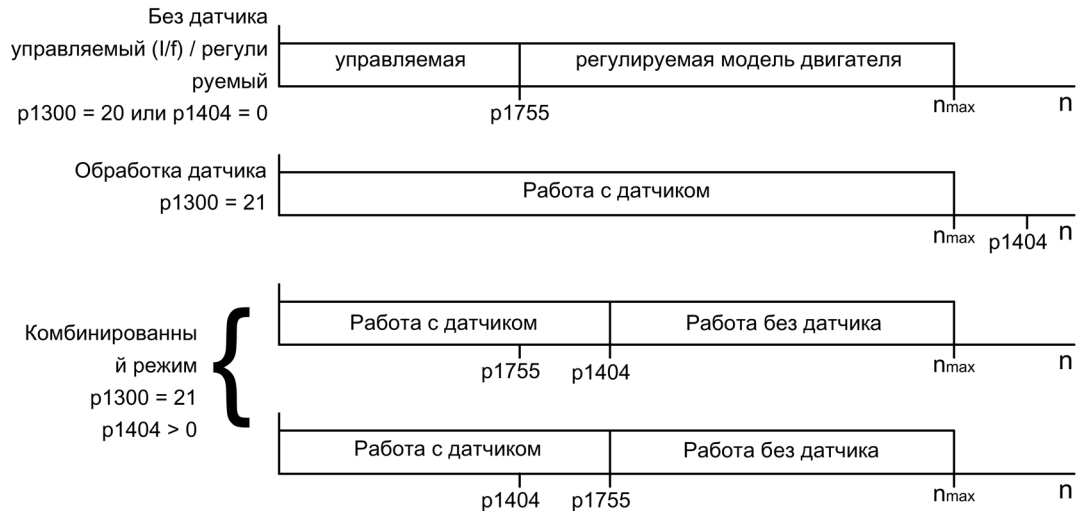 Без датчика
управляемый (I/f) / регули
руемый
p1300 = 20 или p1404 = 0
управляемая
регулируемая модель двигателя
p1755
nmax
n
Обработка датчика
p1300 = 21
Работа с датчиком
nmax
p1404
n
Комбинированны
й режим
p1300 = 21
p1404 > 0
Работа с датчиком
Работа без датчика
p1755
p1404
nmax
n
Работа с датчиком
Работа без датчика
p1404
p1755
nmax
n